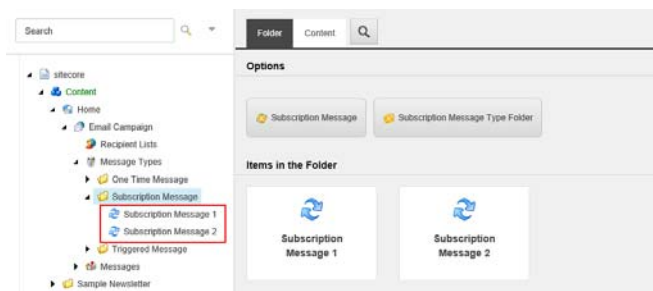 Search
Folder
Content
Options
sitecore
Content
Home
Email Campaign
Recipient Lists
Message Types
One Time Message
Subscription Message
Subscription Message 1
Subscription Message 2
Triggered Message
Messages
Sample Newsletter
Subscription Message
Subscription Message Type Folder
Items in the Folder
Subscription
Message 1
Subscription
Message 2